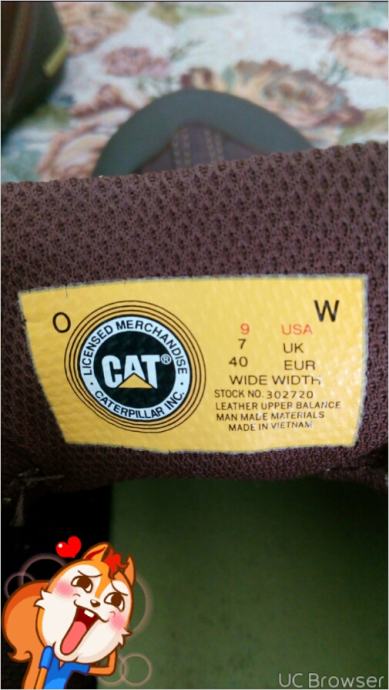 O
W
LICENSED MERCHANDISE
CAT®
CATERPILLAR INC.
9 USA
7 UK
40 EUR
WIDE WIDTH
STOCK NO. 302720
LEATHER UPPER BALANCE
MAN MADE MATERIALS
MADE IN VIETNAM
UC Browser